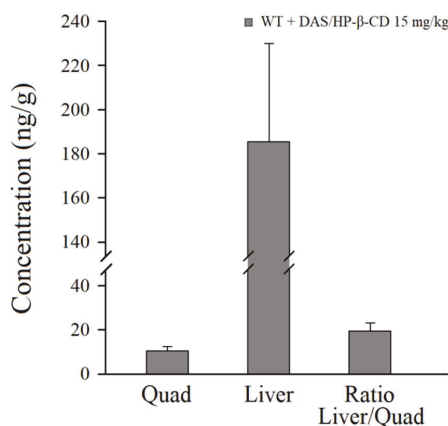 WT + DAS/HP-β-CD 15 mg/kg
Concentration (ng/g)
240
220
200
180
160
140
40
20
0
Quad
Liver
Ratio
Liver/Quad